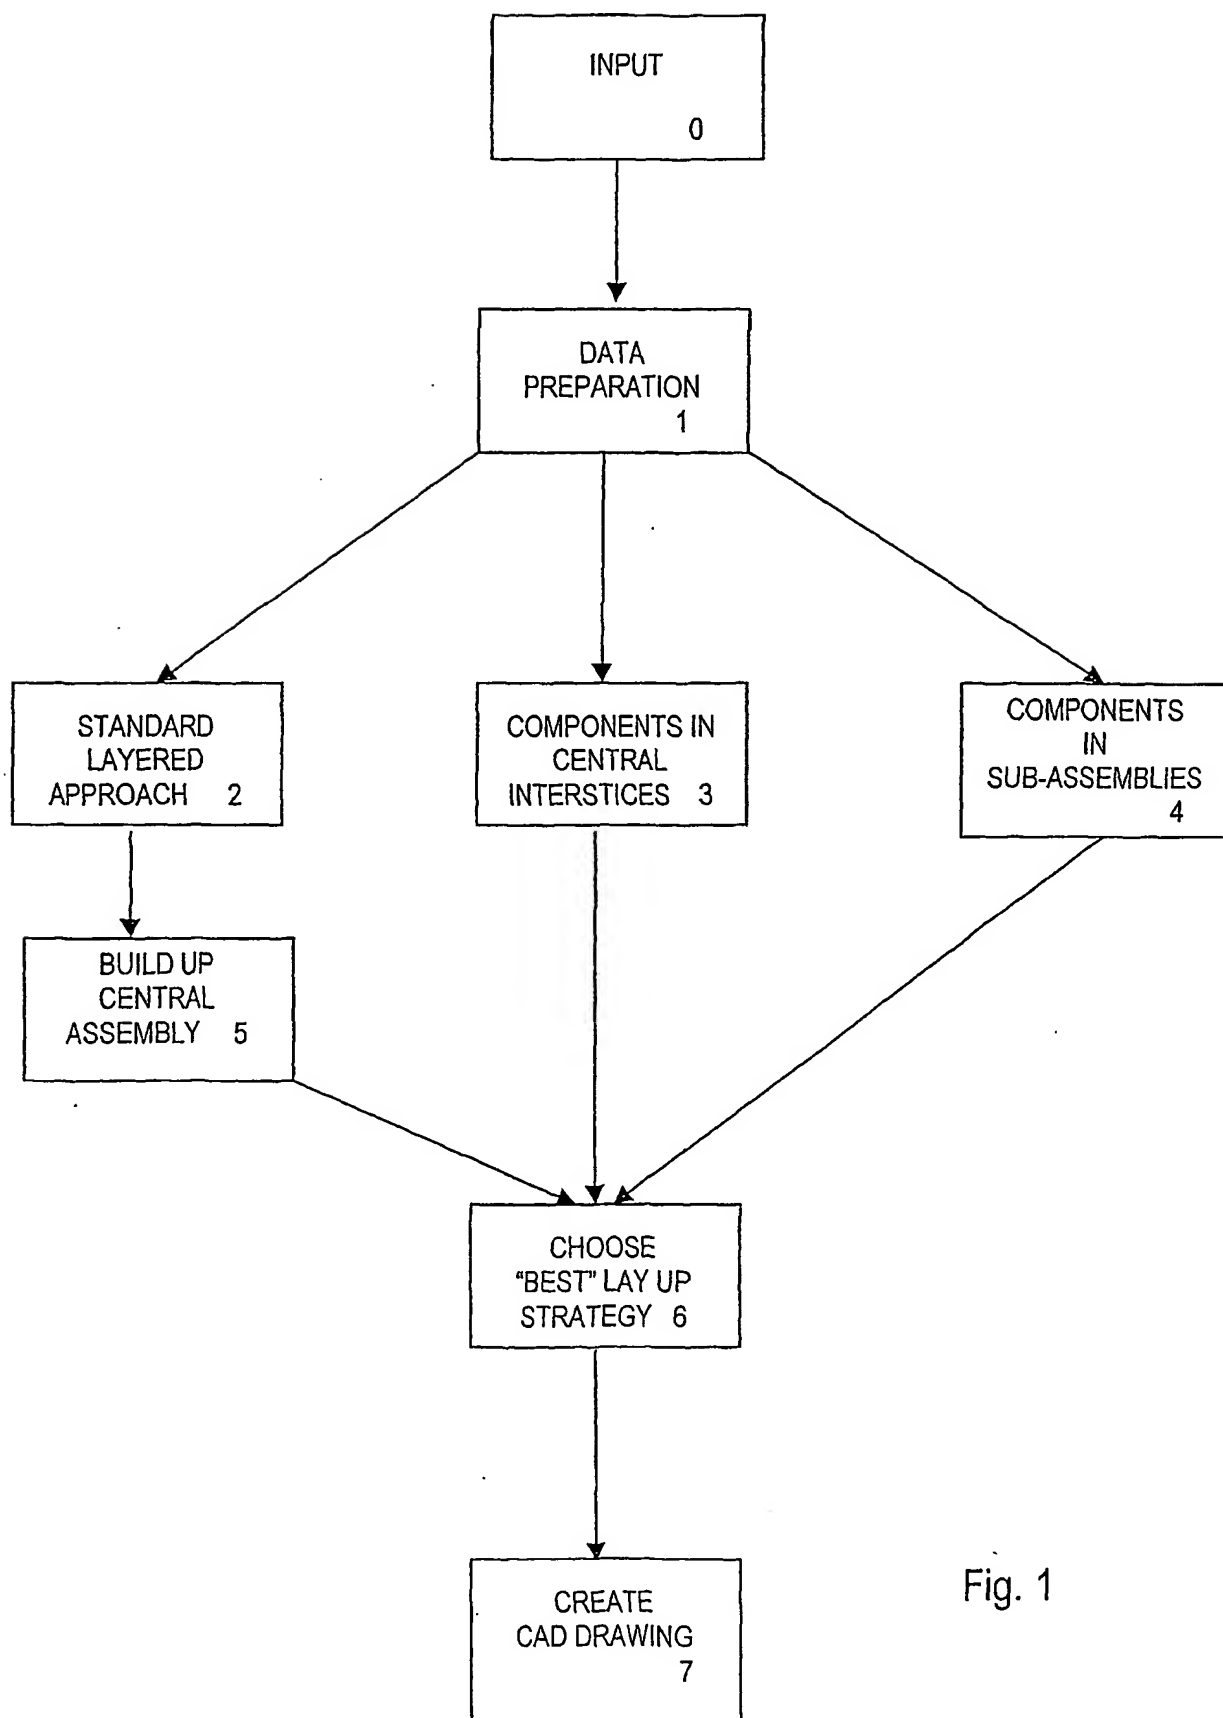 INPUT
0
DATA
PREPARATION
1
STANDARD
LAYERED
APPROACH 2
COMPONENTS IN
CENTRAL
INTERSTICES 3
COMPONENTS
IN
SUB-ASSEMBLIES
4
BUILD UP
CENTRAL
ASSEMBLY 5
CHOOSE
“BEST” LAY UP
STRATEGY 6
CREATE
CAD DRAWING
7
Fig. 1